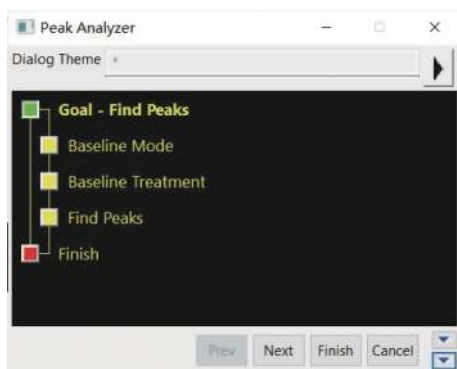 Peak Analyzer
Dialog Theme *
Goal - Find Peaks
Baseline Mode
Baseline Treatment
Find Peaks
Finish
Prev Next Finish Cancel